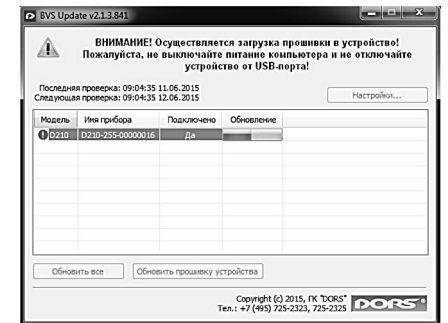 BVS Update v2.1.3.841
ВНИМАНИЕ! Осуществляется загрузка прошивки в устройство!
Пожалуйста, не выключайте питание компьютера и не отключайте
устройство от USB-порта!
Последняя проверка: 09:04:35 11.06.2015
Следующая проверка: 09:04:35 12.06.2015
Настройки...
Модель Имя прибора Подключено Обновление
D210 D210-255-00000016 Да
Обновить все Обновить прошивку устройства
Copyright (c) 2015, ГК "DORS"
Тел.: +7 (495) 725-2323, 725-2325
DORS